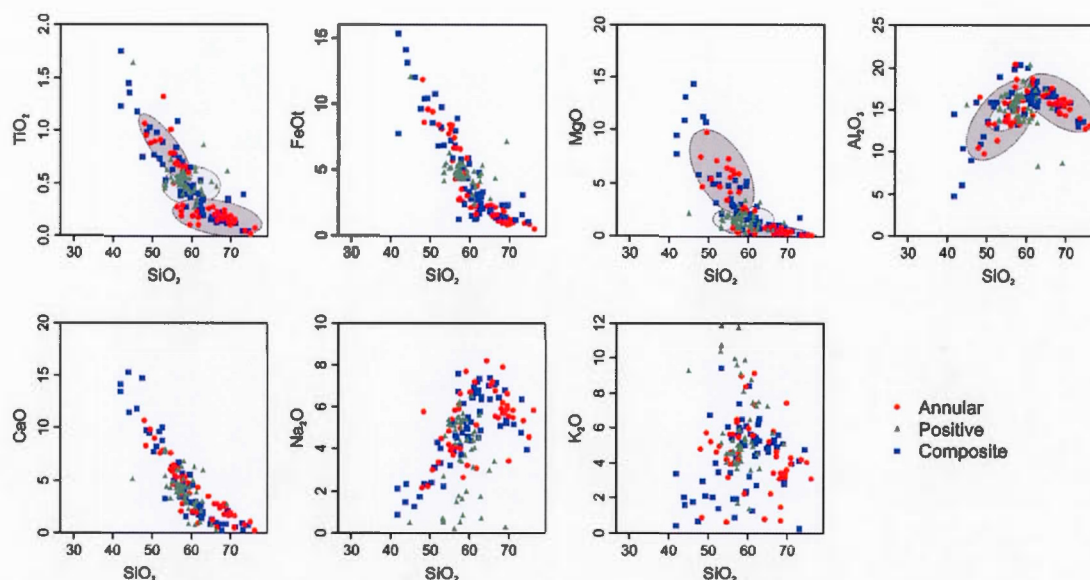 TiO₂
0.0 0.5 1.0 1.5 2.0
30 40 50 60 70
SiO₂
FeOt
0 5 10 15
30 40 50 60 70
SiO₂
MgO
0 5 10 15 20
30 40 50 60 70
SiO₂
Al₂O₃
0 5 10 15 20 25
30 40 50 60 70
SiO₂
CaO
0 5 10 15 20
30 40 50 60 70
SiO₂
Na₂O
0 2 4 6 8 10
30 40 50 60 70
SiO₂
K₂O
0 2 4 6 8 10 12
30 40 50 60 70
SiO₂
Annular
Positive
Composite